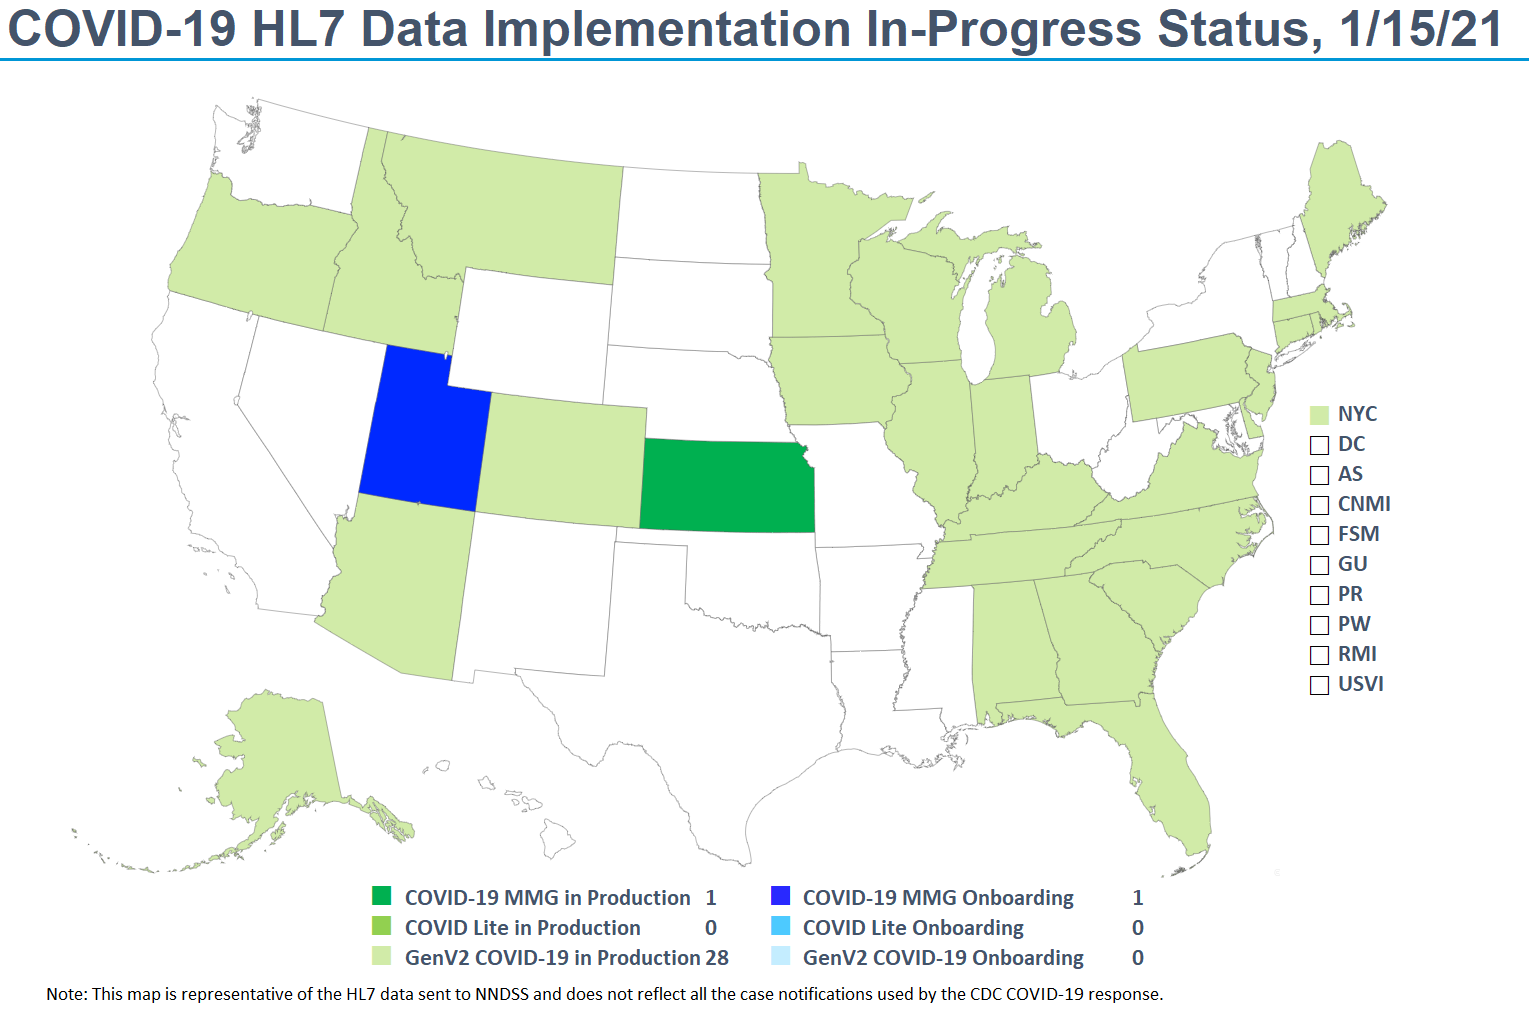 COVID-19 HL7 Data Implementation In-Progress Status, 1/15/21
NYC
DC
AS
CNMI
FSM
GU
PR
PW
RMI
USVI
COVID-19 MMG in Production 1
COVID-19 MMG Onboarding 1
COVID Lite in Production 0
COVID Lite Onboarding 0
GenV2 COVID-19 in Production 28
GenV2 COVID-19 Onboarding 0
Note: This map is representative of the HL7 data sent to NNDSS and does not reflect all the case notifications used by the CDC COVID-19 response.